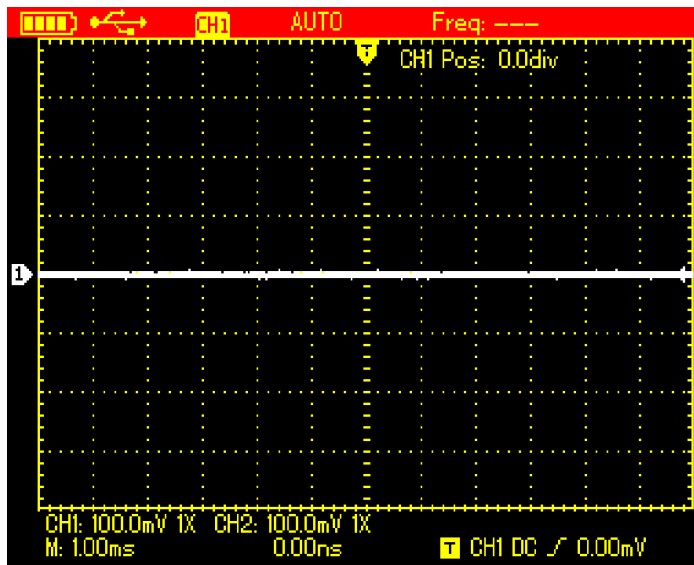 CH1 AUTO Freq: ---
T
CH1 Pos: 0.0div
1
CH1: 100.0mV 1X CH2: 100.0mV 1X
M: 1.00ms 0.00ns T CH1 DC 0.00mV